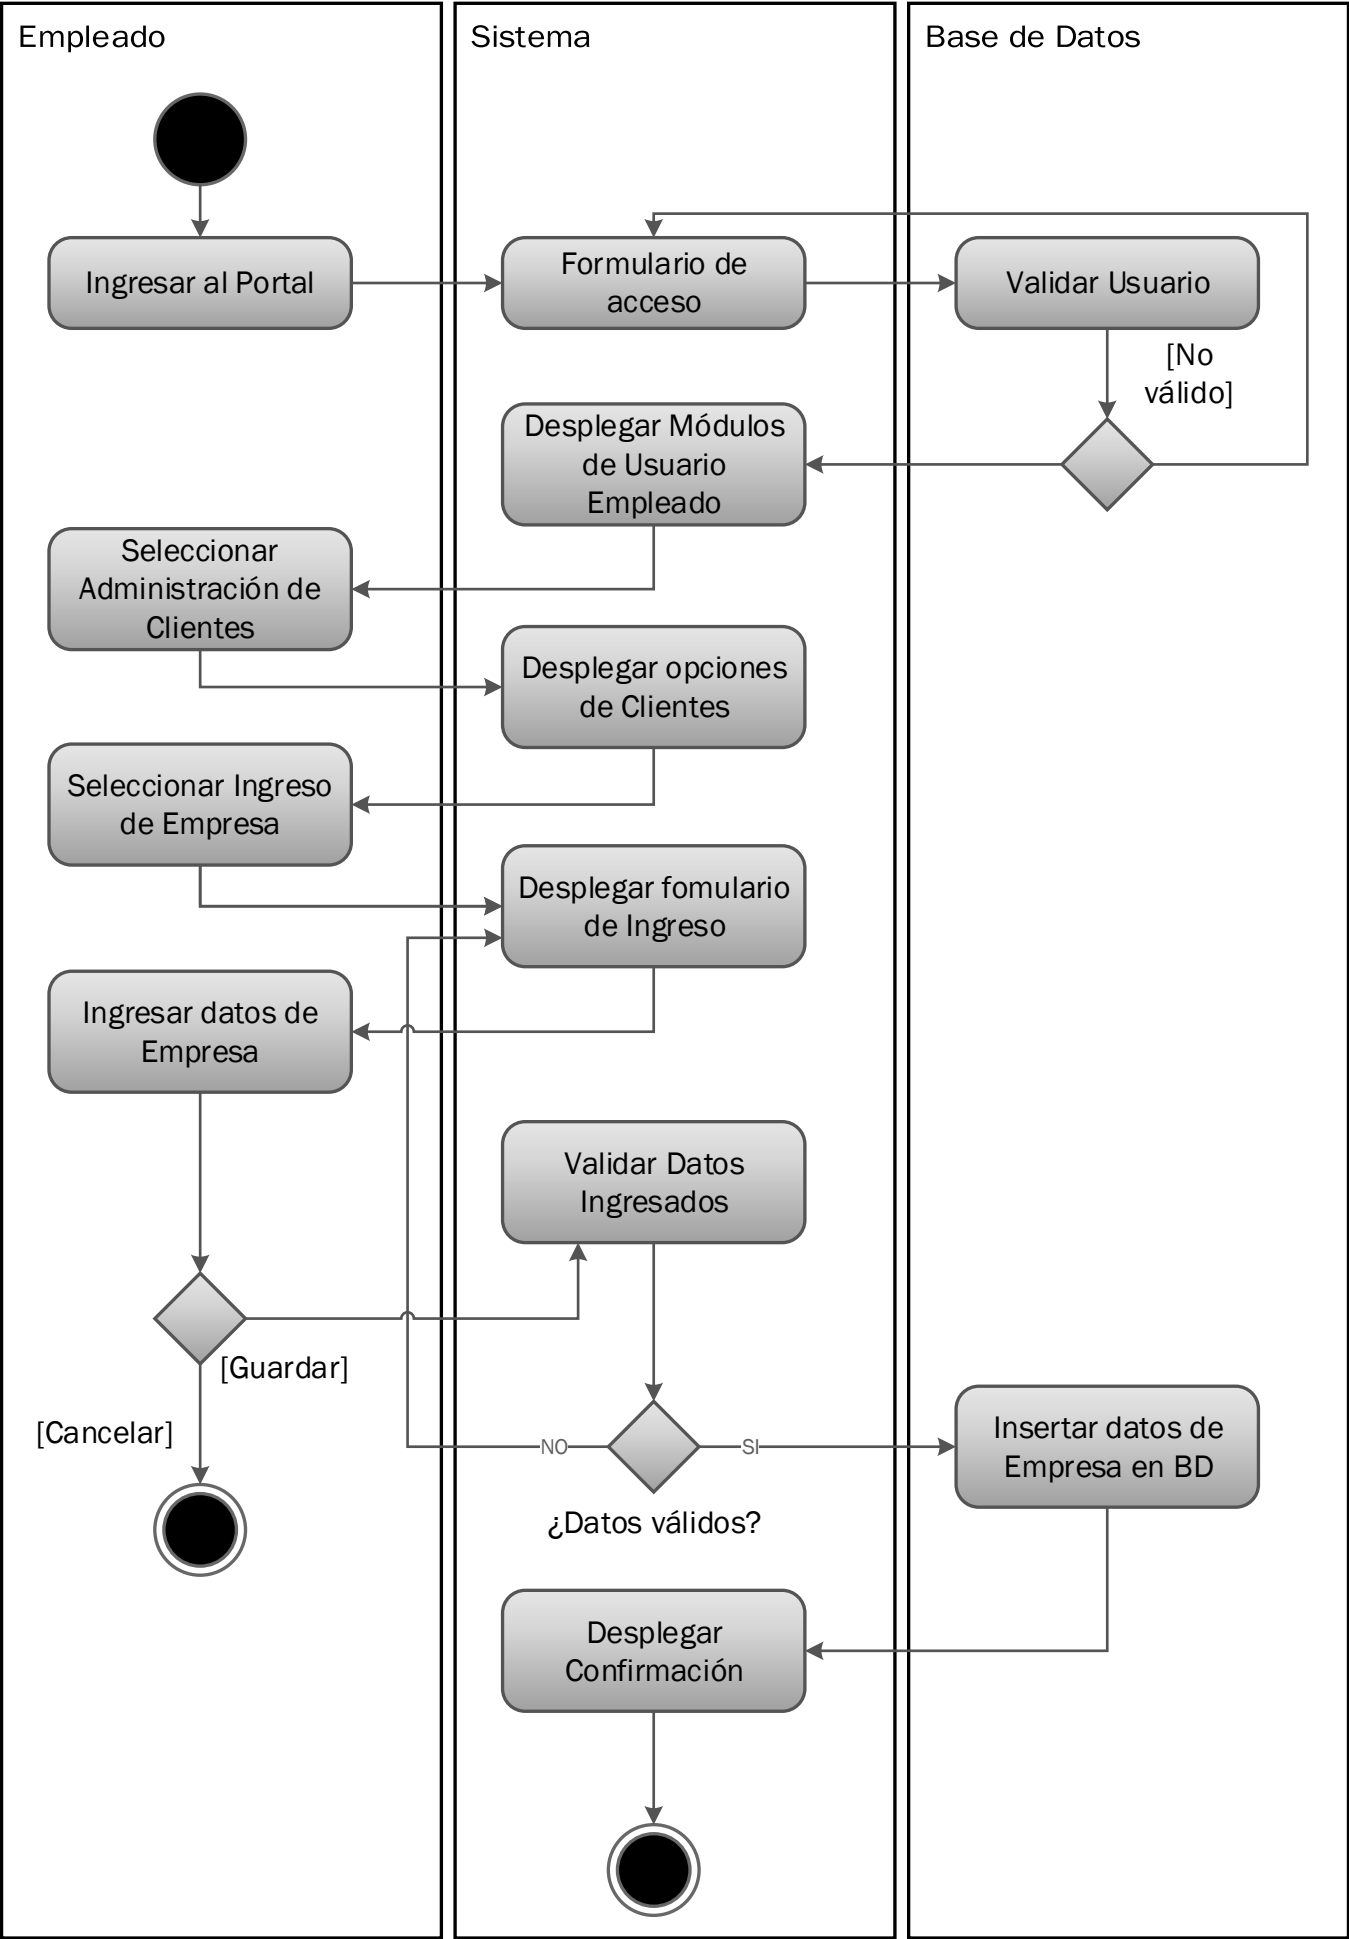 Empleado
Sistema
Base de Datos
Ingresar al Portal
Formulario de
acceso
Validar Usuario
[No
válido]
Desplegar Módulos
de Usuario
Empleado
Seleccionar
Administración de
Clientes
Desplegar opciones
de Clientes
Seleccionar Ingreso
de Empresa
Desplegar fomulario
de Ingreso
Ingresar datos de
Empresa
Validar Datos
Ingresados
[Guardar]
[Cancelar]
NO
SI
¿Datos válidos?
Insertar datos de
Empresa en BD
Desplegar
Confirmación